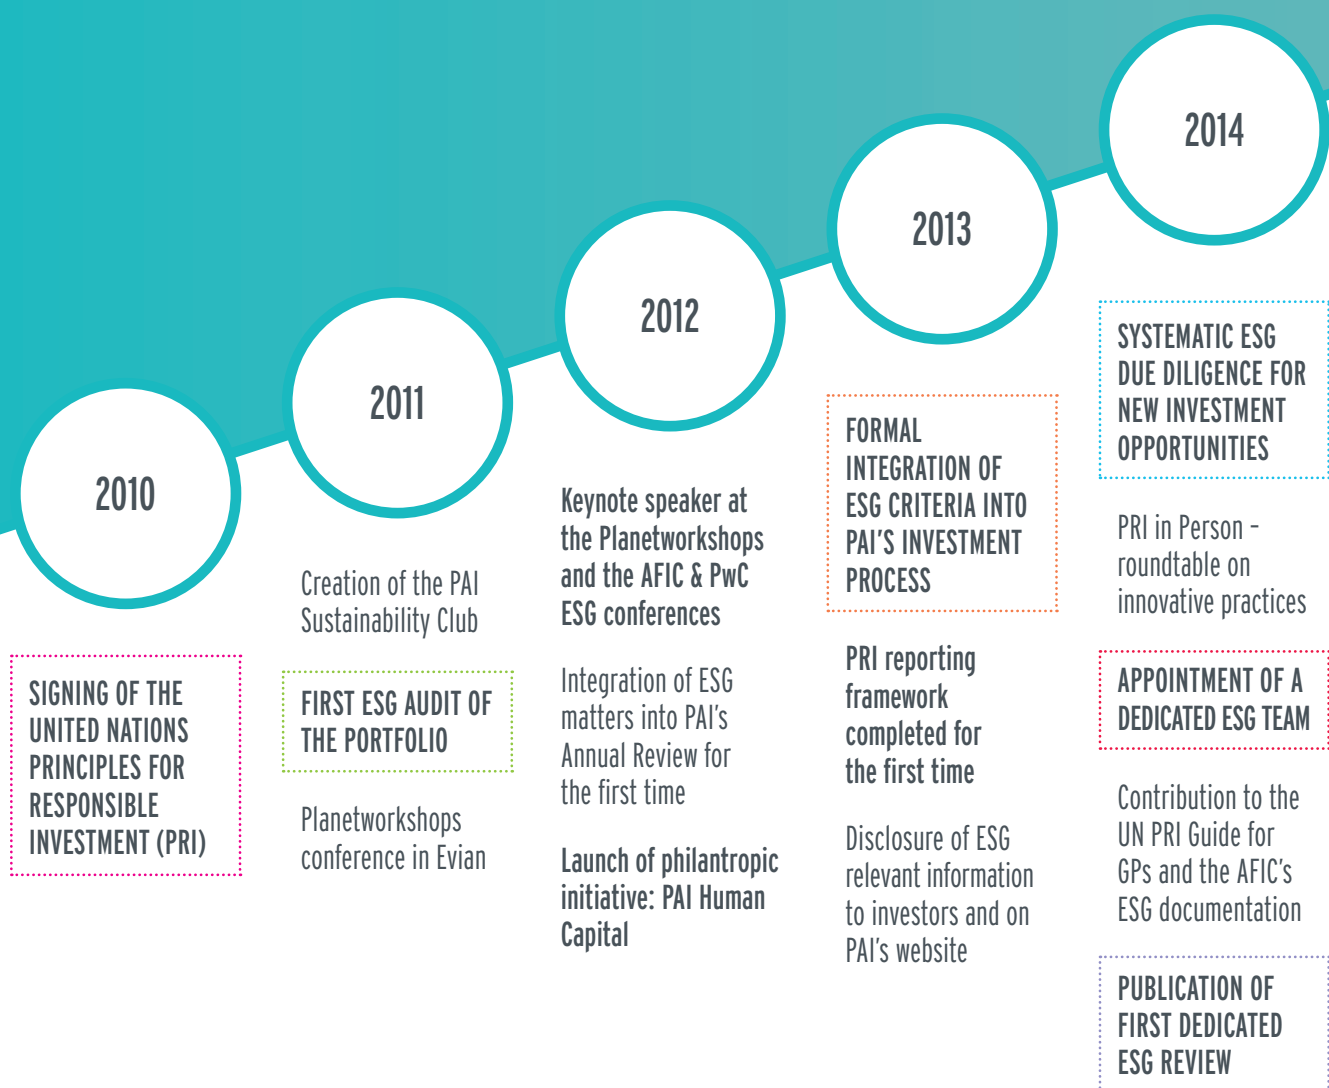 2010
SIGNING OF THE
UNITED NATIONS
PRINCIPLES FOR
RESPONSIBLE
INVESTMENT (PRI)
2011
Creation of the PAI
Sustainability Club
FIRST ESG AUDIT OF
THE PORTFOLIO
Planetworkshops
conference in Evian
2012
Keynote speaker at
the Planetworkshops
and the AFIC & PwC
ESG conferences
Integration of ESG
matters into PAI's
Annual Review for
the first time
Launch of philantropic
initiative: PAI Human
Capital
2013
FORMAL
INTEGRATION OF
ESG CRITERIA INTO
PAI'S INVESTMENT
PROCESS
PRI reporting
framework
completed for
the first time
Disclosure of ESG
relevant information
to investors and on
PAI's website
2014
SYSTEMATIC ESG
DUE DILIGENCE FOR
NEW INVESTMENT
OPPORTUNITIES
PRI in Person –
roundtable on
innovative practices
APPOINTMENT OF A
DEDICATED ESG TEAM
Contribution to the
UN PRI Guide for
GPs and the AFIC's
ESG documentation
PUBLICATION OF
FIRST DEDICATED
ESG REVIEW